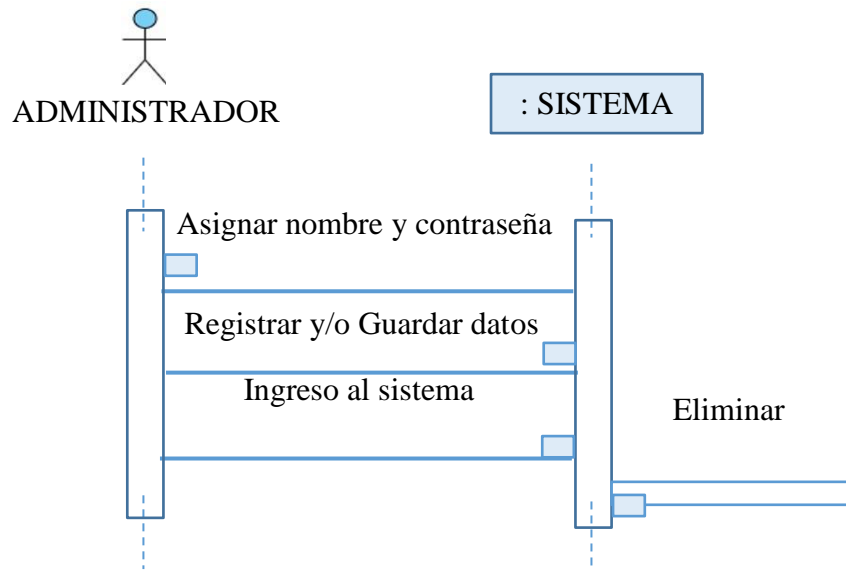 ADMINISTRADOR
: SISTEMA
Asignar nombre y contraseña
Registrar y/o Guardar datos
Ingreso al sistema
Eliminar